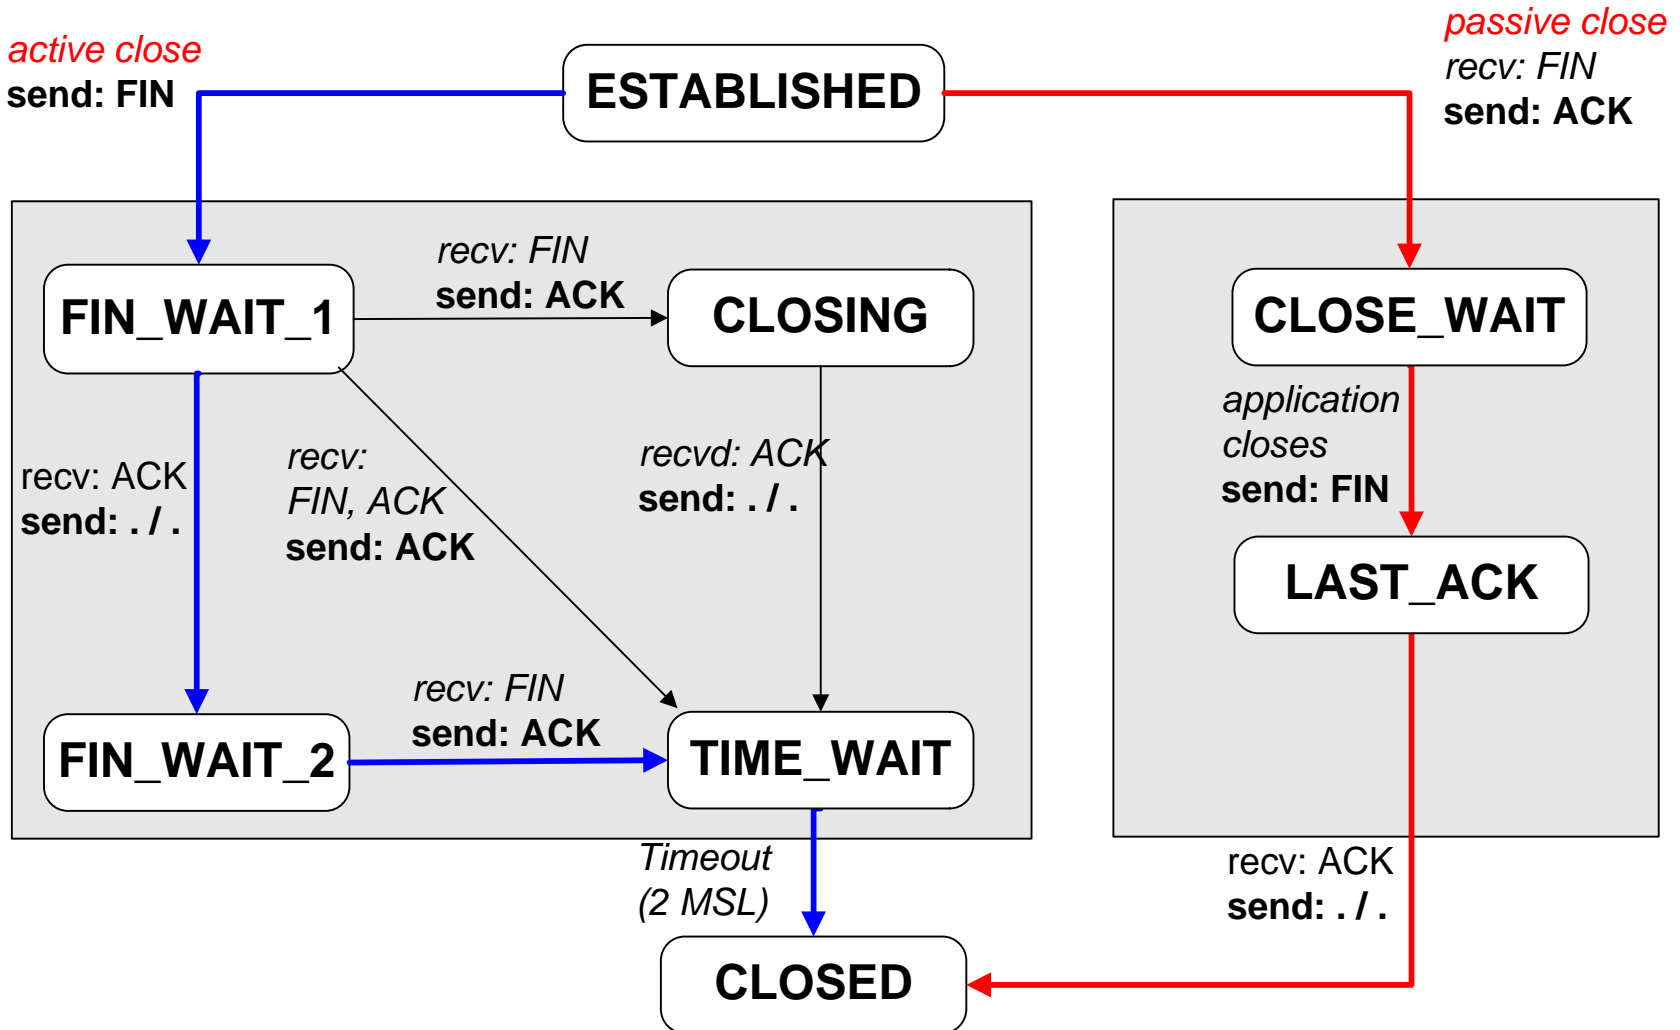 active close
send: FIN
ESTABLISHED
passive close
recv: FIN
send: ACK
FIN_WAIT_1
recv: FIN
send: ACK
CLOSING
CLOSE_WAIT
recv: ACK
send: . / .
recv:
FIN, ACK
send: ACK
recvd: ACK
send: . / .
application
closes
send: FIN
LAST_ACK
FIN_WAIT_2
recv: FIN
send: ACK
TIME_WAIT
Timeout
(2 MSL)
recv: ACK
send: . / .
CLOSED